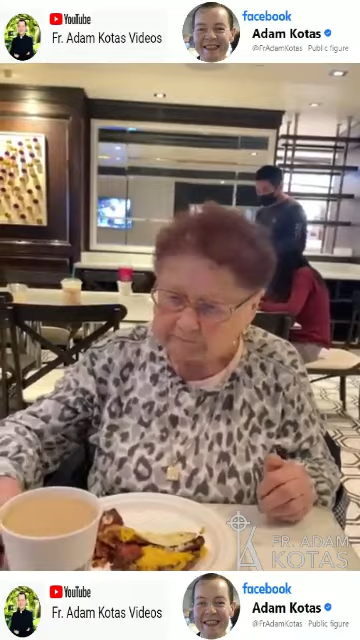 YouTube
Fr. Adam Kotas Videos
facebook
Adam Kotas
@FrAdamKotas · Public figure
FR. ADAM
KOTAS
YouTube
Fr. Adam Kotas Videos
facebook
Adam Kotas
@FrAdamKotas · Public figure